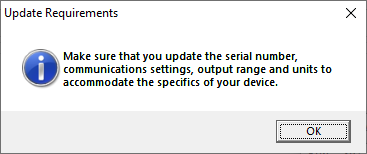 Update Requirements
Make sure that you update the serial number,
communications settings, output range and units to
accommodate the specifics of your device.
OK